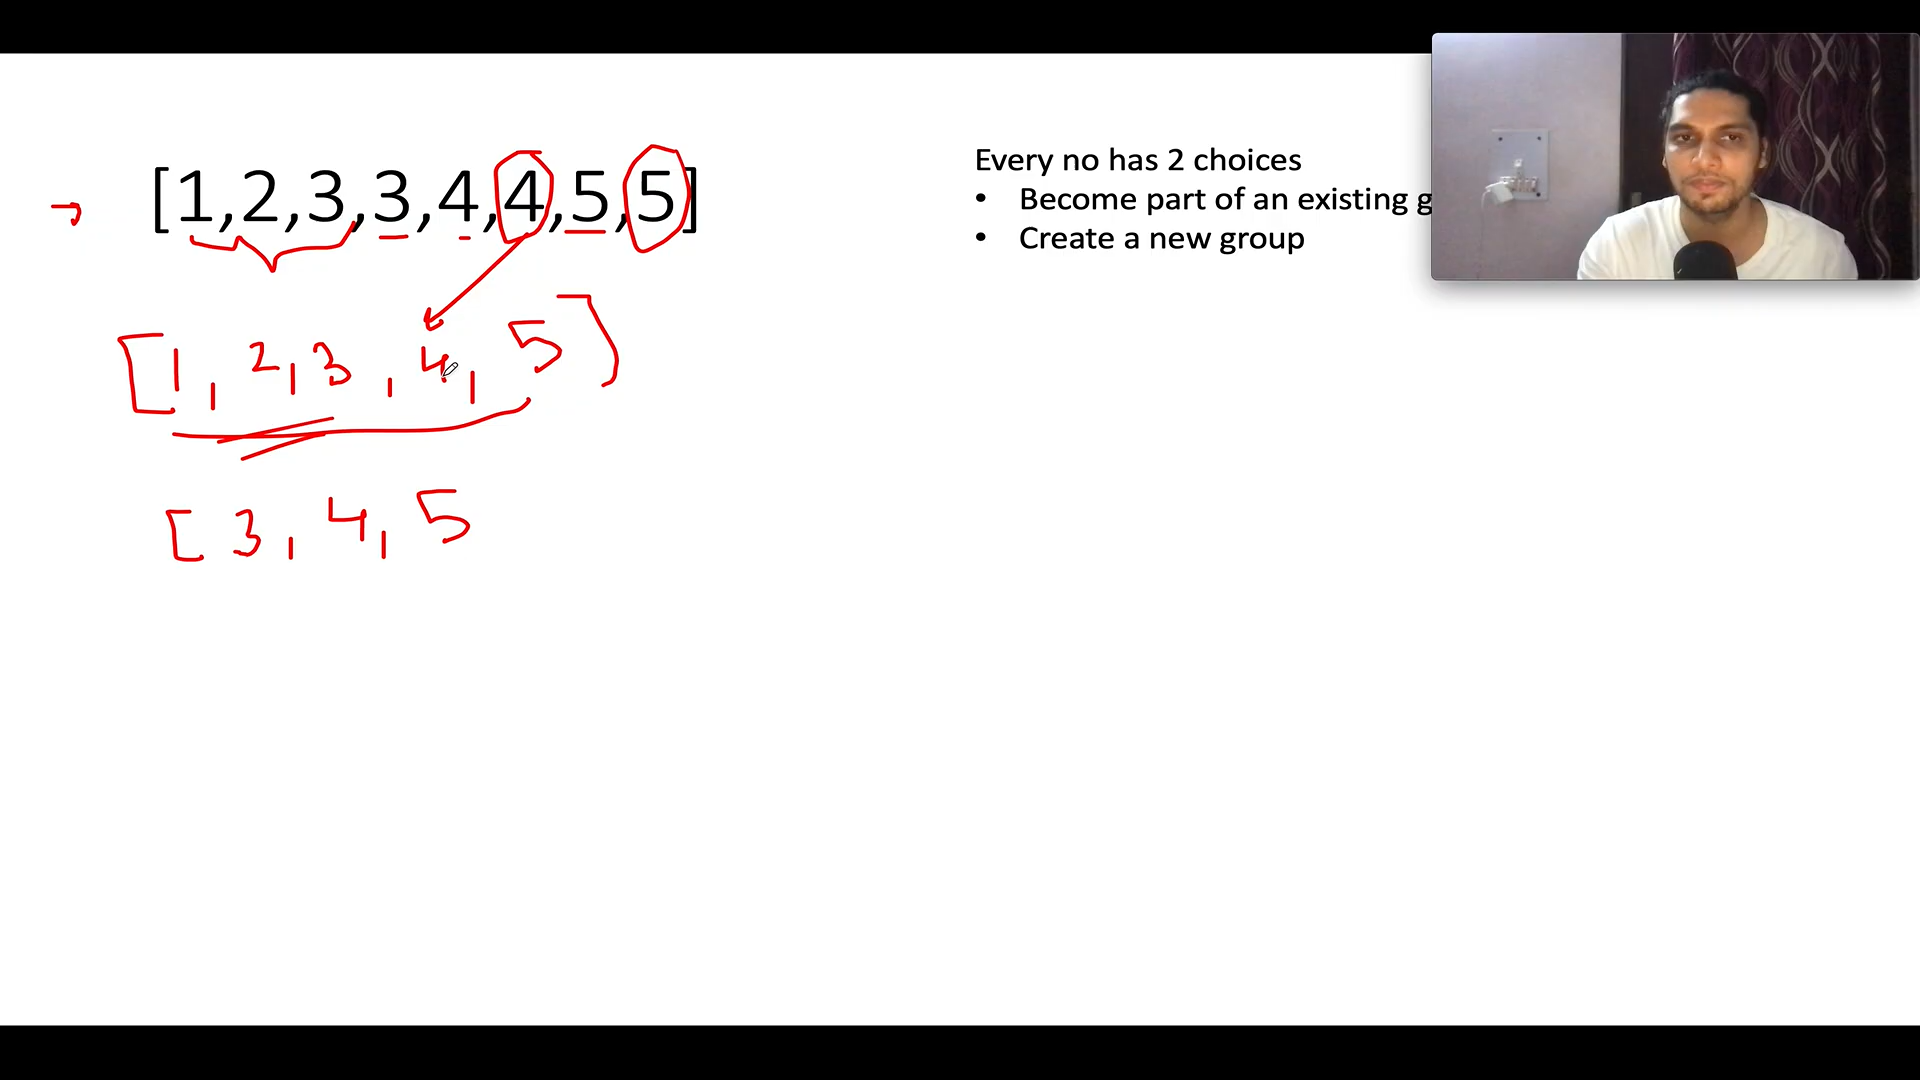 [1,2,3,3,4,4,5,5]
[1, 2, 3, 4, 5]
[3, 4, 5
Every no has 2 choices
• Become part of an existing g
• Create a new group